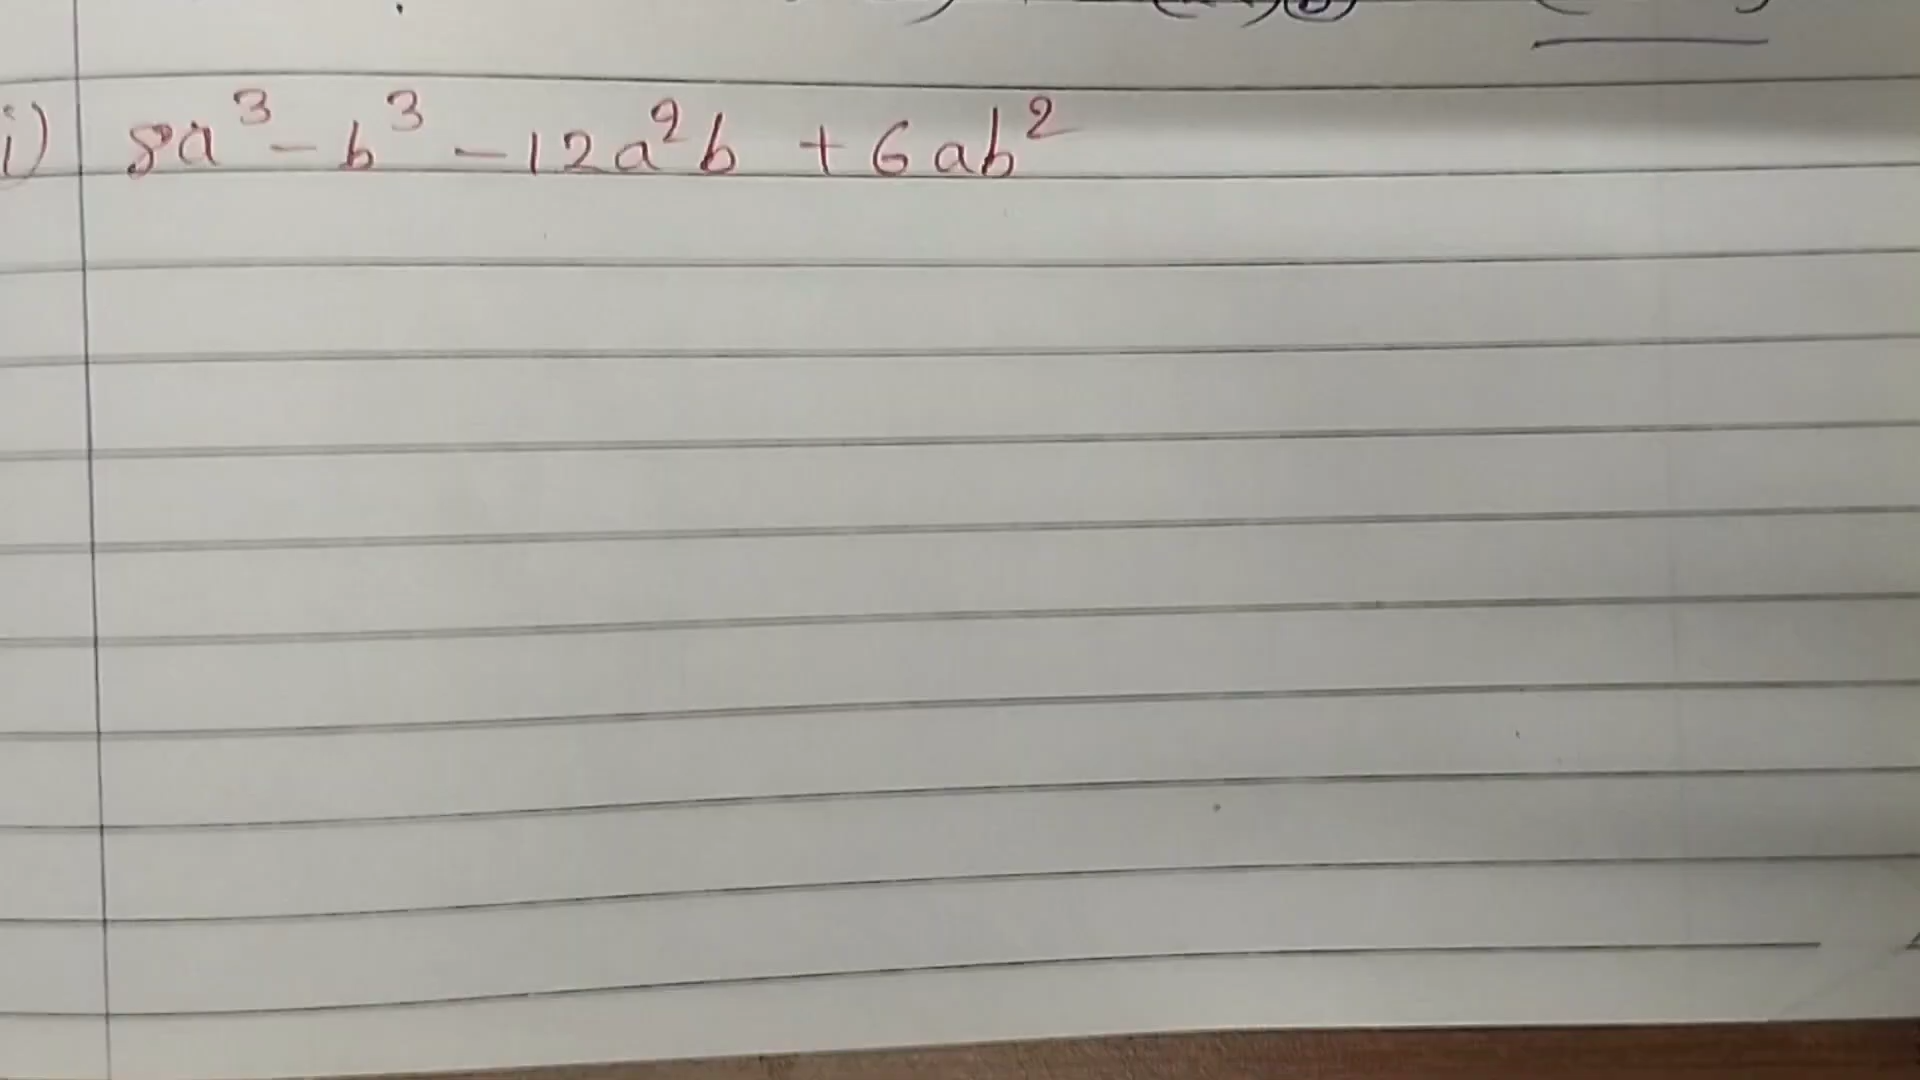 i) 8a³ - b³ - 12a²b + 6ab²